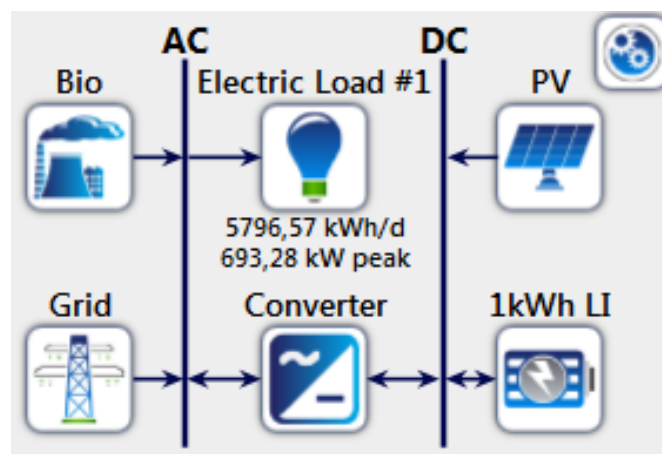 AC
DC
Bio
Electric Load #1
PV
5796,57 kWh/d
693,28 kW peak
Grid
Converter
1kWh LI